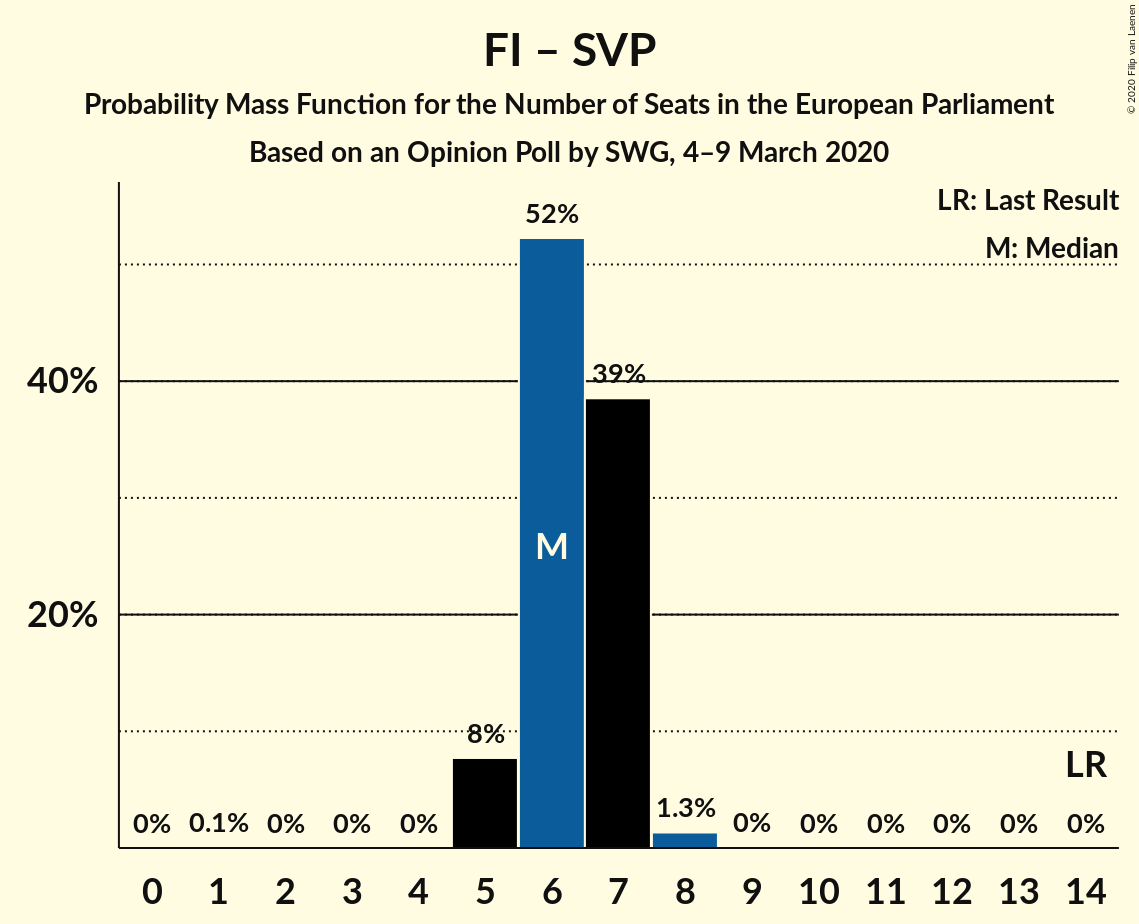 FI – SVP
Probability Mass Function for the Number of Seats in the European Parliament
Based on an Opinion Poll by SWG, 4–9 March 2020
© 2020 Filip van Laenen
LR: Last Result
M: Median
52%
39%
40%
M
20%
8%
LR
0% 0.1% 0% 0% 0% 1.3% 0% 0% 0% 0% 0% 0%
0 1 2 3 4 5 6 7 8 9 10 11 12 13 14